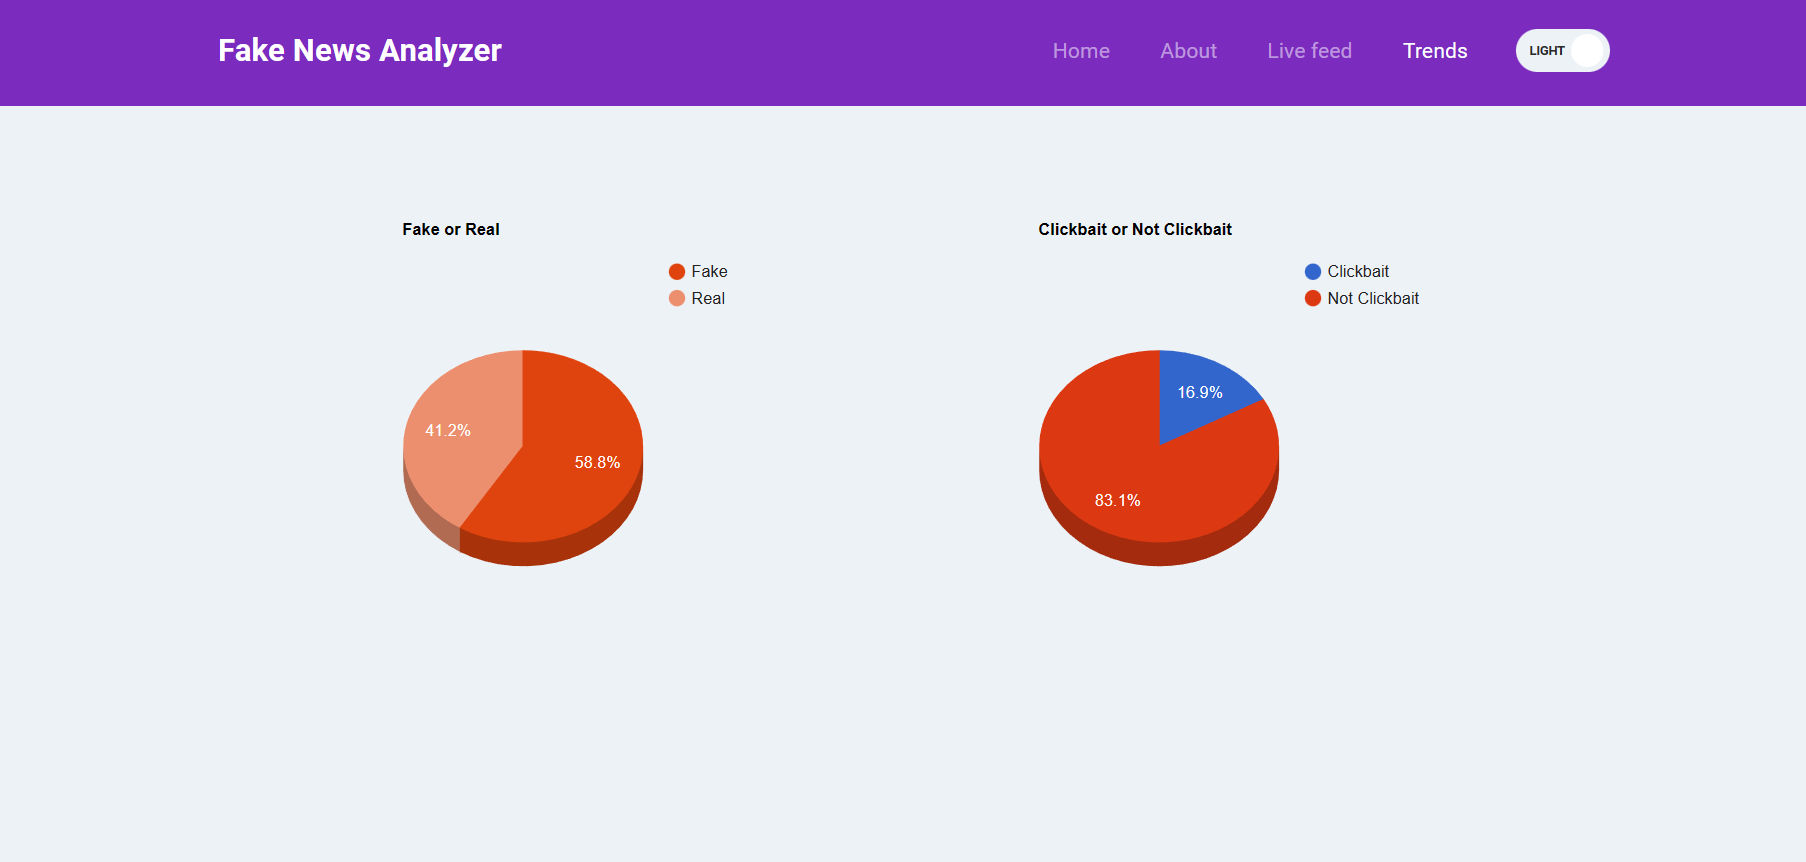 Fake News Analyzer
Home
About
Live feed
Trends
LIGHT
Fake or Real
Fake
Real
41.2%
58.8%
Clickbait or Not Clickbait
Clickbait
Not Clickbait
16.9%
83.1%